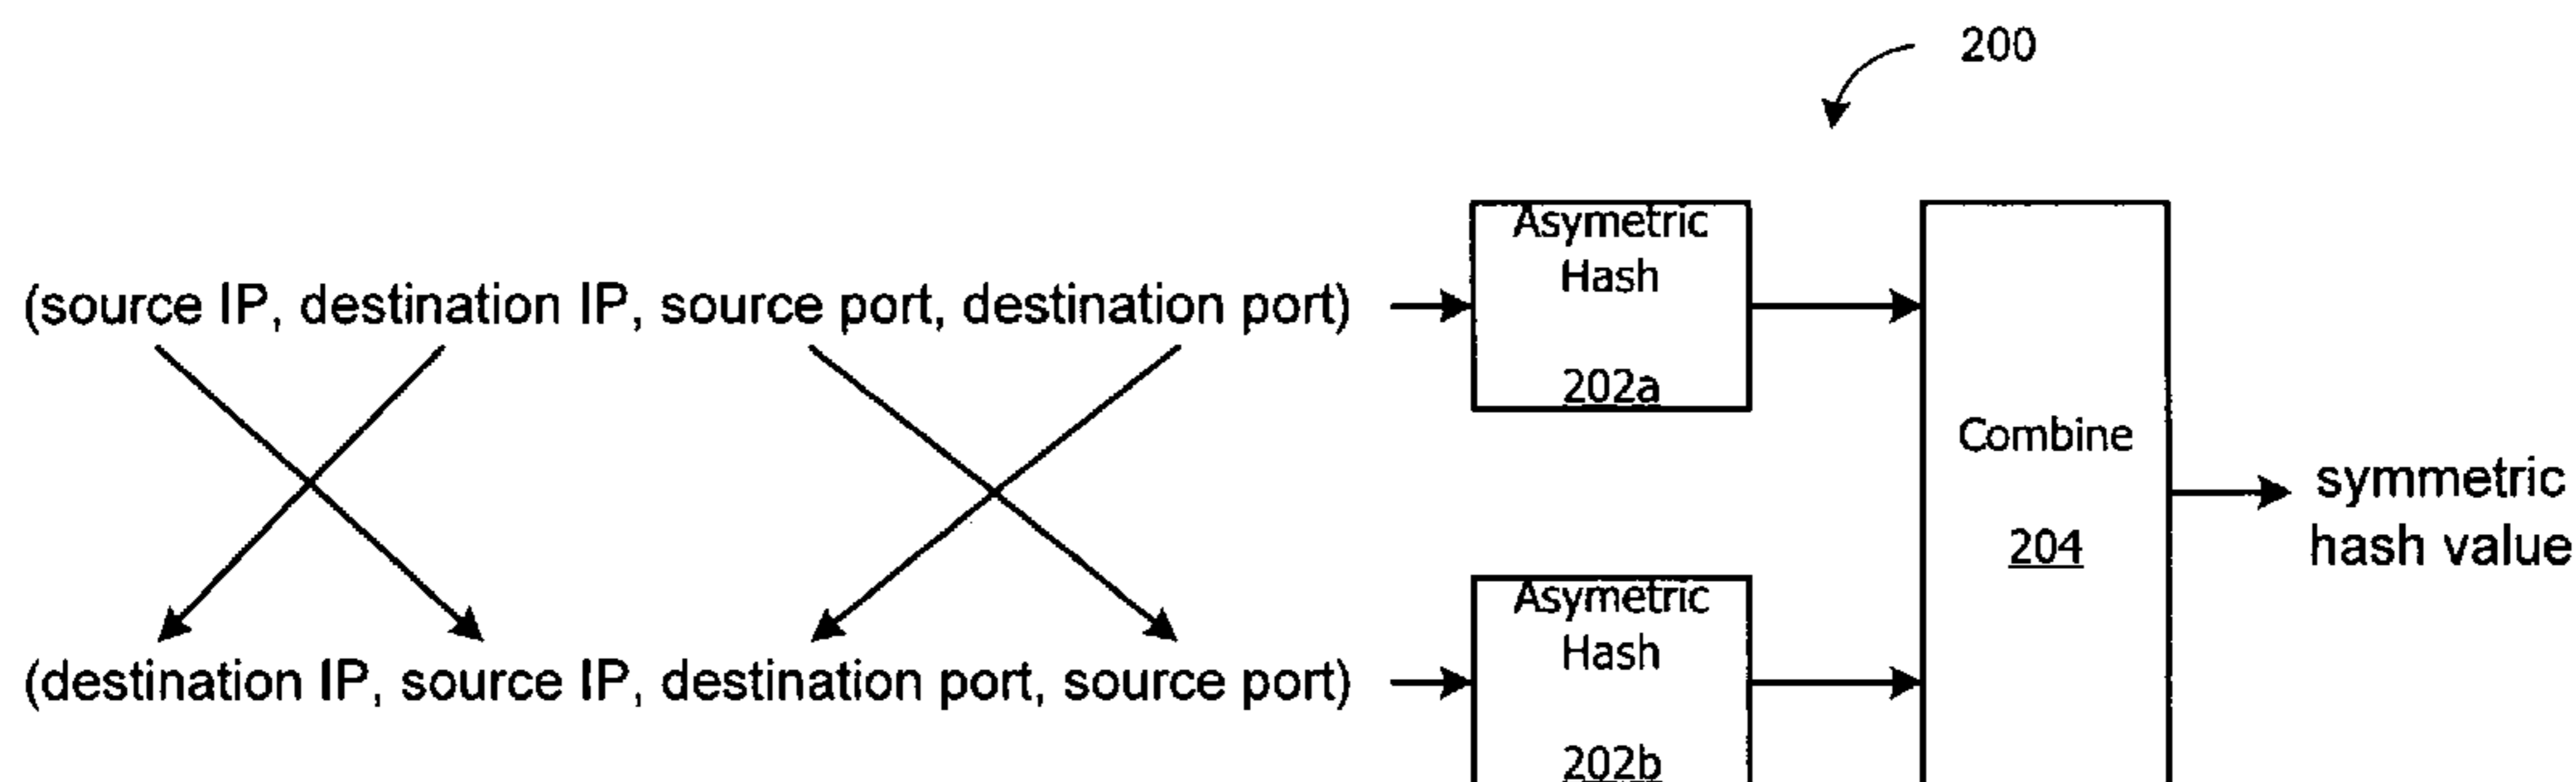 200
Asymetric
Hash
202a
(source IP, destination IP, source port, destination port)
Combine
204
symmetric
hash value
Asymetric
Hash
202b
(destination IP, source IP, destination port, source port)